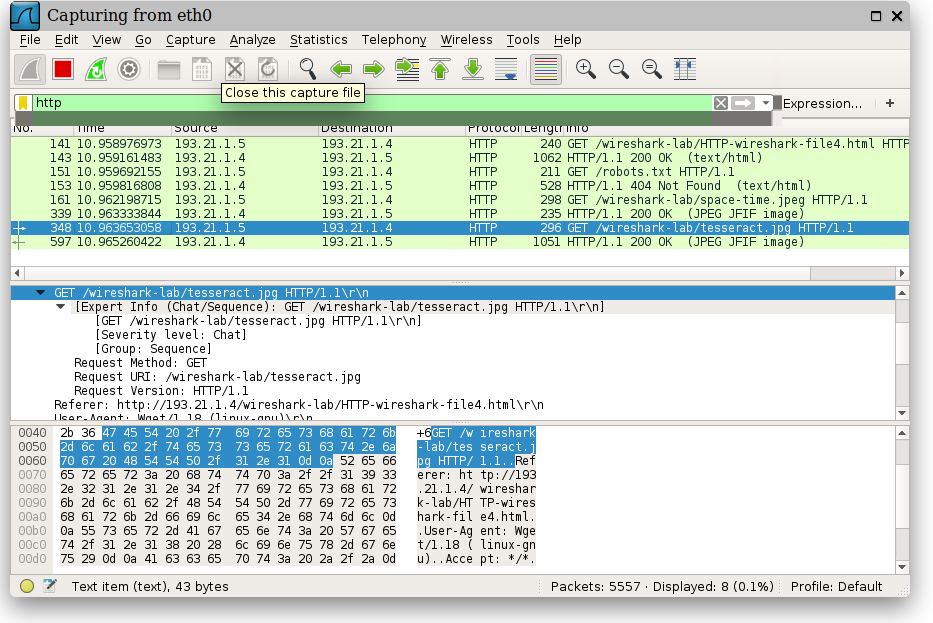 Capturing from eth0
File Edit View Go Capture Analyze Statistics Telephony Wireless Tools Help
Close this capture file
http
Expression... +
No. Time Source Destination Protocol Length Info
141 10.958976973 193.21.1.5 193.21.1.4 HTTP 240 GET /wireshark-lab/HTTP-wireshark-file4.html HTTP
143 10.959161483 193.21.1.4 193.21.1.5 HTTP 1062 HTTP/1.1 200 OK (text/html)
151 10.959692155 193.21.1.5 193.21.1.4 HTTP 211 GET /robots.txt HTTP/1.1
153 10.959816808 193.21.1.4 193.21.1.5 HTTP 528 HTTP/1.1 404 Not Found (text/html)
161 10.962198715 193.21.1.5 193.21.1.4 HTTP 298 GET /wireshark-lab/space-time.jpeg HTTP/1.1
339 10.963333844 193.21.1.4 193.21.1.5 HTTP 235 HTTP/1.1 200 OK (JPEG JFIF image)
348 10.963653058 193.21.1.5 193.21.1.4 HTTP 296 GET /wireshark-lab/tesseract.jpg HTTP/1.1
597 10.965260422 193.21.1.4 193.21.1.5 HTTP 1051 HTTP/1.1 200 OK (JPEG JFIF image)
GET /wireshark-lab/tesseract.jpg HTTP/1.1\r\n
[Expert Info (Chat/Sequence): GET /wireshark-lab/tesseract.jpg HTTP/1.1\r\n]
[GET /wireshark-lab/tesseract.jpg HTTP/1.1\r\n]
[Severity level: Chat]
[Group: Sequence]
Request Method: GET
Request URI: /wireshark-lab/tesseract.jpg
Request Version: HTTP/1.1
Referer: http://193.21.1.4/wireshark-lab/HTTP-wireshark-file4.html\r\n
User-Agent: Wget/1.18 (linux-gnu)\r\n
0040 2b 36 47 45 54 20 2f 77 69 72 65 73 68 61 72 6b +6GET /w ireshark
0050 2d 6c 61 62 2f 74 65 73 73 65 72 61 63 74 2e 6a -lab/tes seract.j
0060 70 67 20 48 54 54 50 2f 31 2e 31 0d 0a 52 65 66 pg HTTP/ 1.1..Ref
0070 65 72 65 72 3a 20 68 74 74 70 3a 2f 2f 31 39 33 erer: ht tp://193
0080 2e 32 31 2e 31 2e 34 2f 77 69 72 65 73 68 61 72 .21.1.4/ wireshar
0090 6b 2d 6c 61 62 2f 48 54 54 50 2d 77 69 72 65 73 k-lab/HT TP-wires
00a0 68 61 72 6b 2d 66 69 6c 65 34 2e 68 74 6d 6c 0d hark-fil e4.html.
00b0 0a 55 73 65 72 2d 41 67 65 6e 74 3a 20 57 67 65 .User-Ag ent: Wge
00c0 74 2f 31 2e 31 38 20 28 6c 69 6e 75 78 2d 67 6e t/1.18 ( linux-gn
00d0 75 29 0d 0a 41 63 63 65 70 74 3a 20 2a 2f 2a 0d u)..Acce pt: */*.
Text item (text), 43 bytes Packets: 5557 · Displayed: 8 (0.1%) Profile: Default